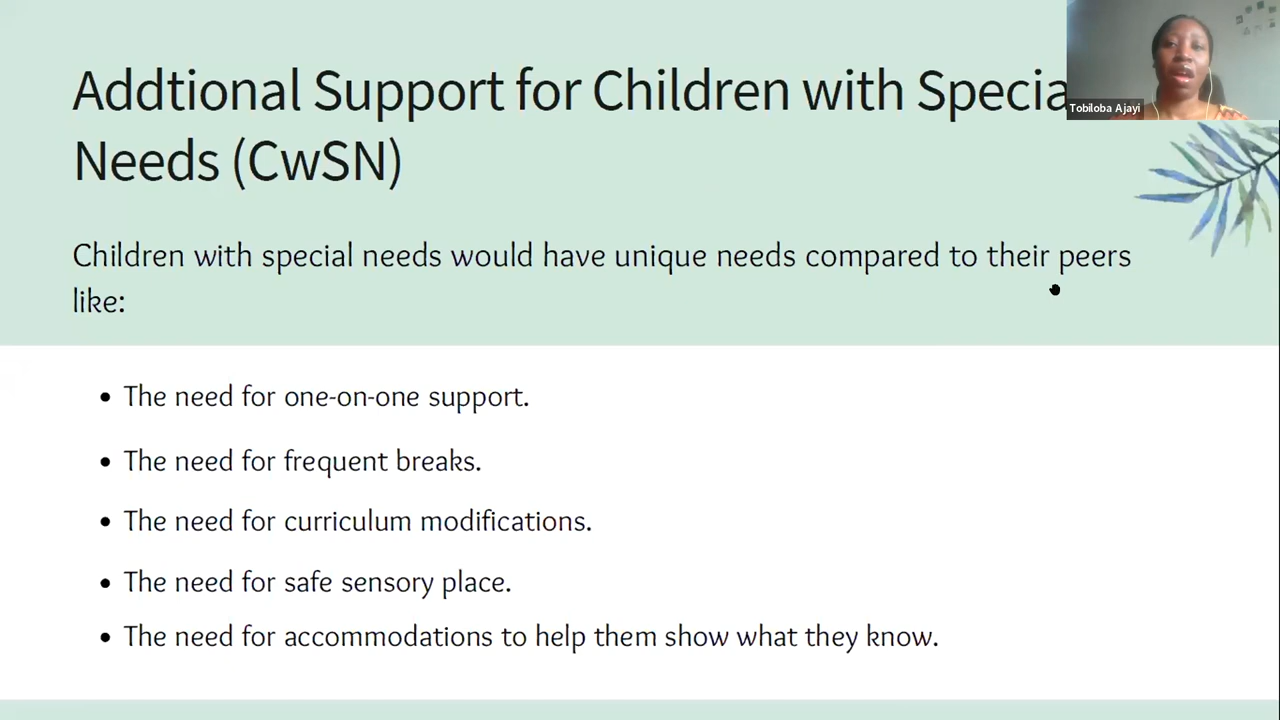 Addtional Support for Children with Specia
Needs (CwSN)
Tobiloba Ajayi
Children with special needs would have unique needs compared to their peers
like:
• The need for one-on-one support.
• The need for frequent breaks.
• The need for curriculum modifications.
• The need for safe sensory place.
• The need for accommodations to help them show what they know.